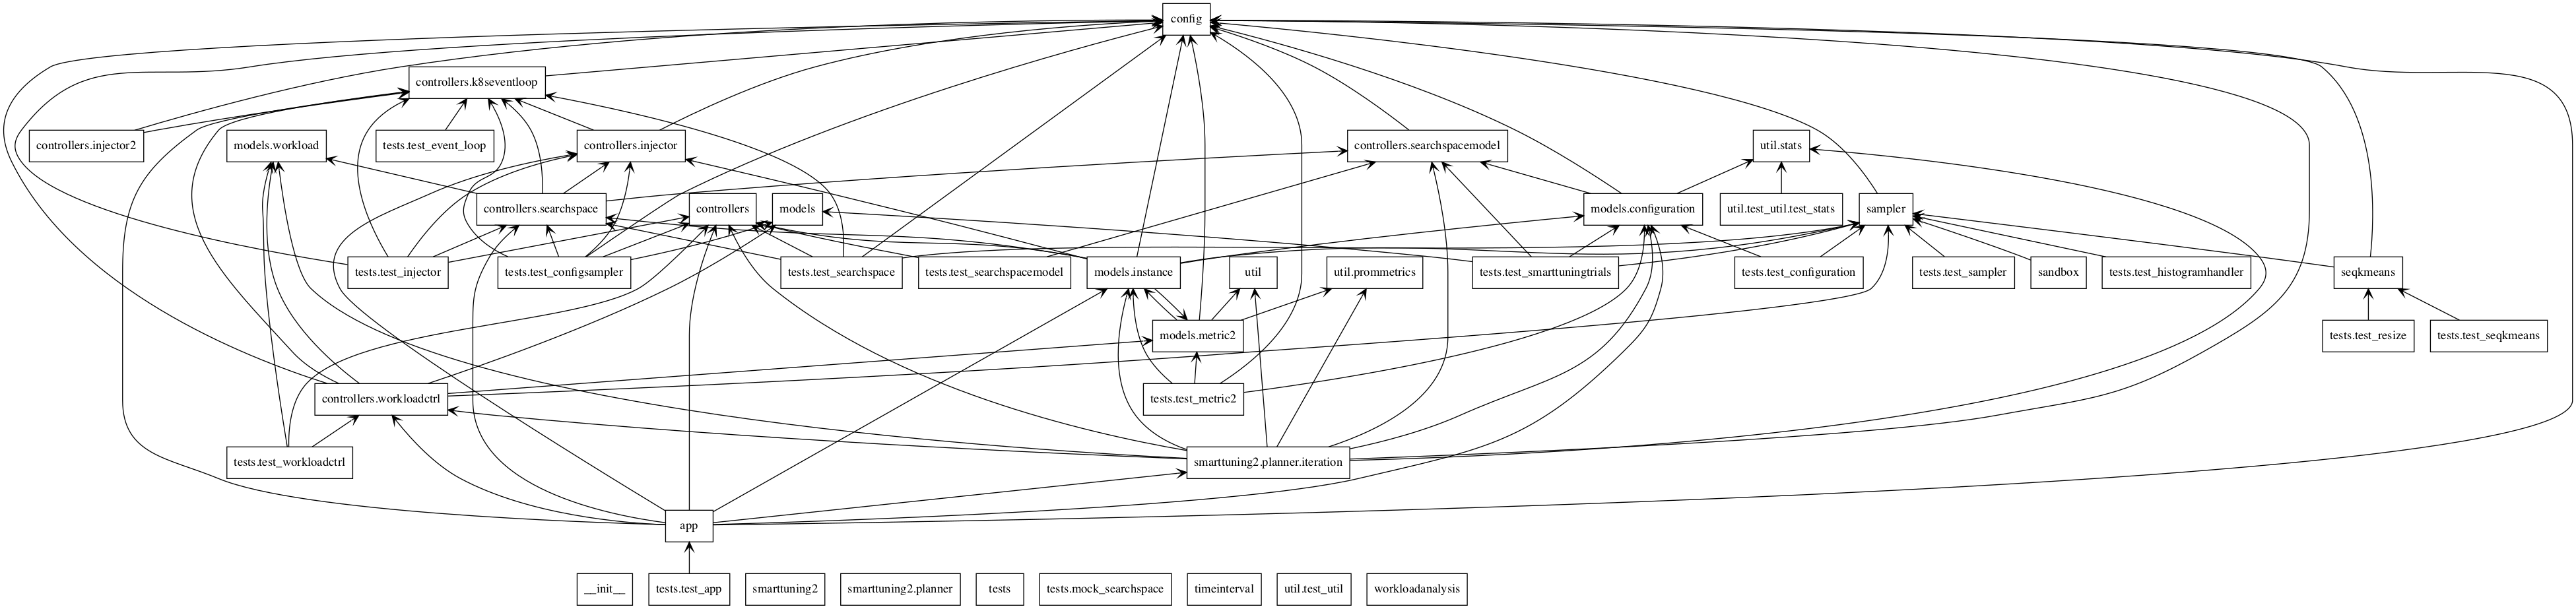 config
controllers.k8seventloop
controllers.injector2
models.workload
tests.test_event_loop
controllers.injector
controllers.searchspacemodel
util.stats
controllers.searchspace
controllers
models
models.configuration
util.test_util.test_stats
sampler
tests.test_injector
tests.test_configsampler
tests.test_searchspace
tests.test_searchspacemodel
models.instance
util
util.prommetrics
tests.test_smarttuningtrials
tests.test_configuration
tests.test_sampler
sandbox
tests.test_histogramhandler
seqkmeans
models.metric2
tests.test_resize
tests.test_seqkmeans
controllers.workloadctrl
tests.test_metric2
tests.test_workloadctrl
smarttuning2.planner.iteration
app
__init__
tests.test_app
smarttuning2
smarttuning2.planner
tests
tests.mock_searchspace
timeinterval
util.test_util
workloadanalysis